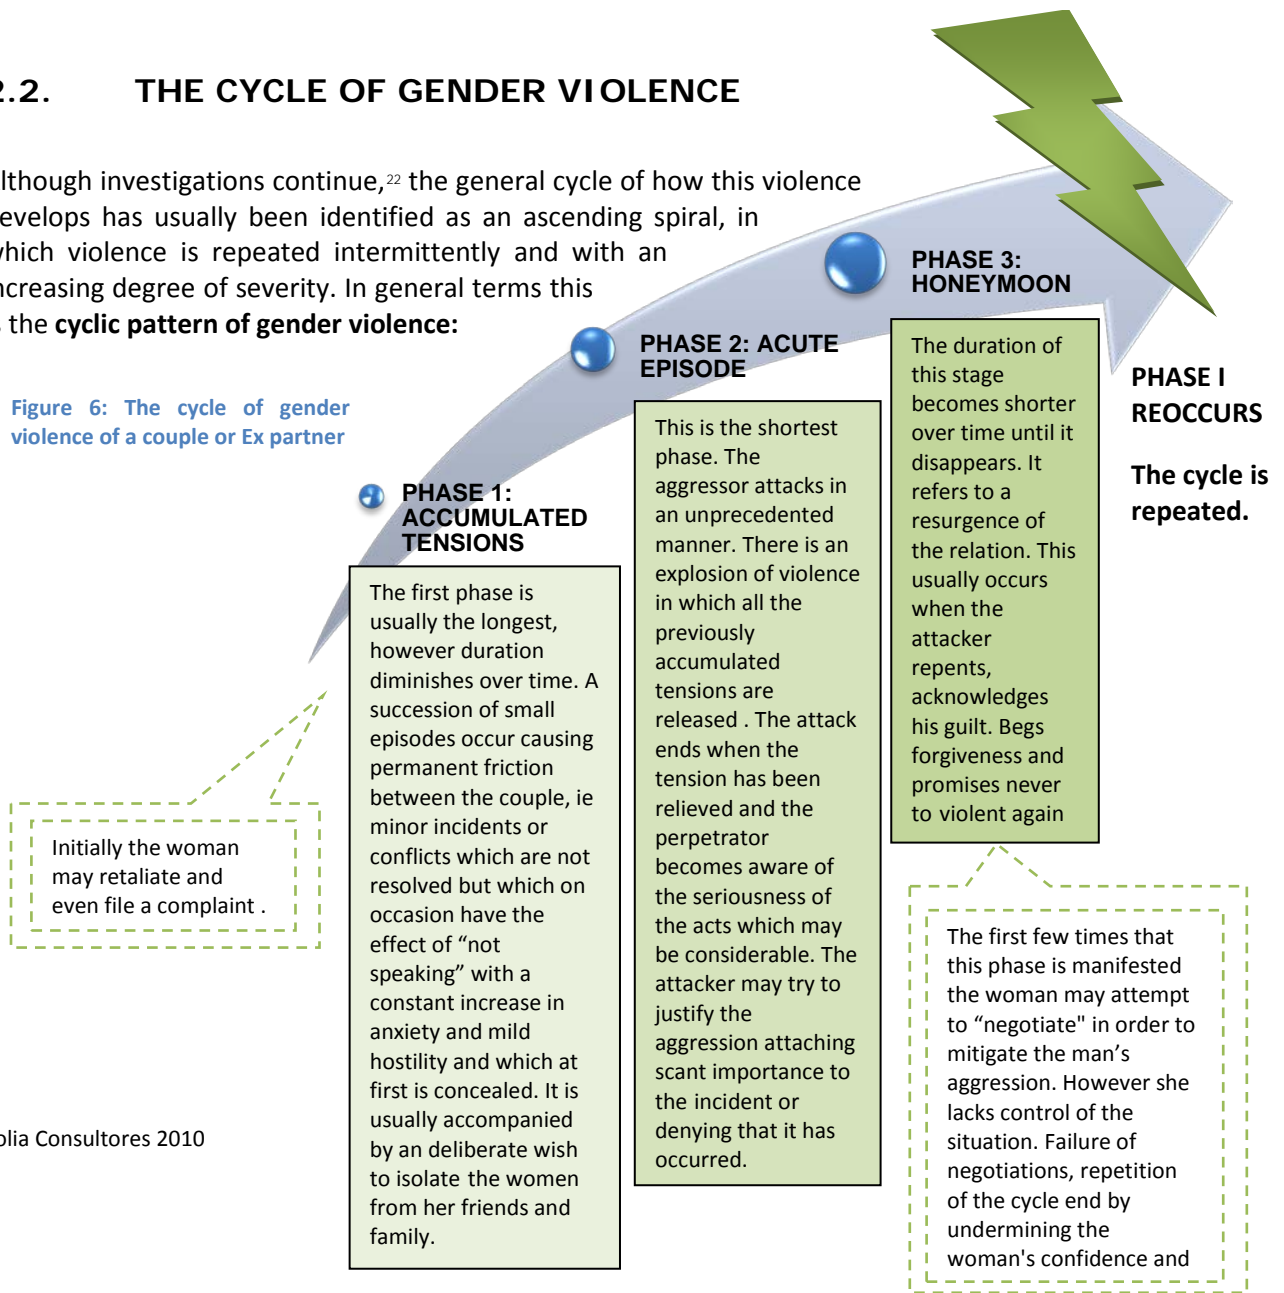 2.2. THE CYCLE OF GENDER VIOLENCE
lthough investigations continue,22 the general cycle of how this violence
evelops has usually been identified as an ascending spiral, in
which violence is repeated intermittently and with an
ncreasing degree of severity. In general terms this
s the cyclic pattern of gender violence:
Figure 6: The cycle of gender
violence of a couple or Ex partner
PHASE 1:
ACCUMULATED
TENSIONS
The first phase is
usually the longest,
however duration
diminishes over time. A
succession of small
episodes occur causing
permanent friction
between the couple, ie
minor incidents or
conflicts which are not
resolved but which on
occasion have the
effect of “not
speaking” with a
constant increase in
anxiety and mild
hostility and which at
first is concealed. It is
usually accompanied
by an deliberate wish
to isolate the women
from her friends and
family.
Initially the woman
may retaliate and
even file a complaint .
PHASE 2: ACUTE
EPISODE
This is the shortest
phase. The
aggressor attacks in
an unprecedented
manner. There is an
explosion of violence
in which all the
previously
accumulated
tensions are
released . The attack
ends when the
tension has been
relieved and the
perpetrator
becomes aware of
the seriousness of
the acts which may
be considerable. The
attacker may try to
justify the
aggression attaching
scant importance to
the incident or
denying that it has
occurred.
PHASE 3:
HONEYMOON
The duration of
this stage
becomes shorter
over time until it
disappears. It
refers to a
resurgence of
the relation. This
usually occurs
when the
attacker
repents,
acknowledges
his guilt. Begs
forgiveness and
promises never
to violent again
The first few times that
this phase is manifested
the woman may attempt
to “negotiate" in order to
mitigate the man’s
aggression. However she
lacks control of the
situation. Failure of
negotiations, repetition
of the cycle end by
undermining the
woman's confidence and
PHASE I
REOCCURS
The cycle is
repeated.
olia Consultores 2010